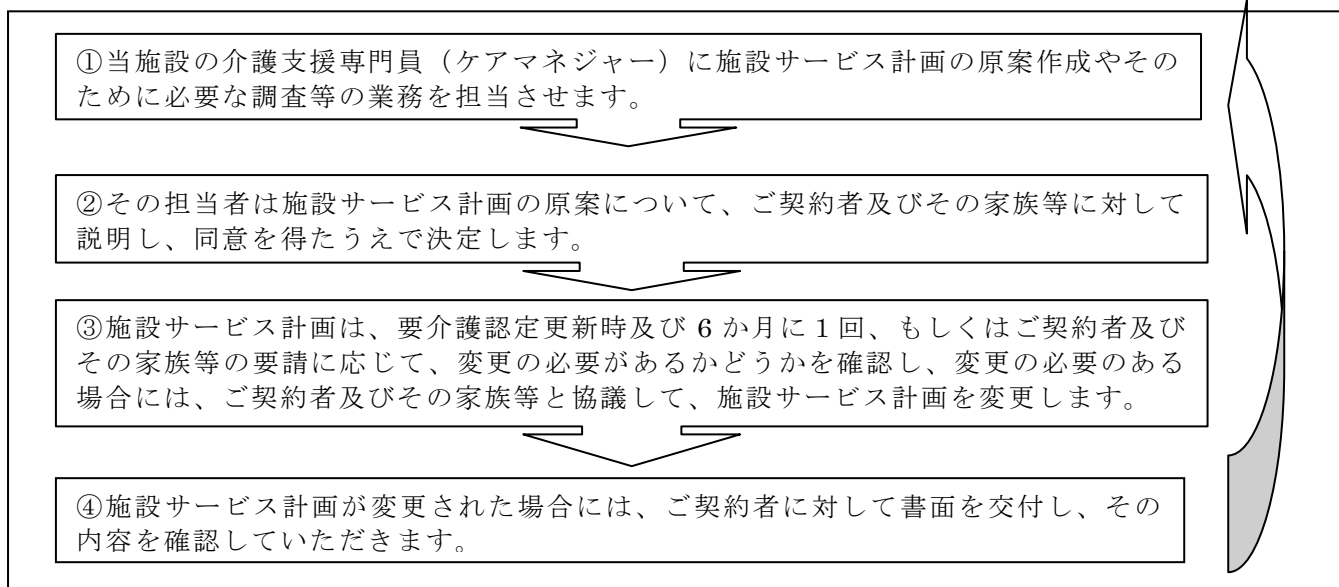 ①当施設の介護支援専門員（ケアマネジャー）に施設サービス計画の原案作成やその
ために必要な調査等の業務を担当させます。
②その担当者は施設サービス計画の原案について、ご契約者及びその家族等に対して
説明し、同意を得たうえで決定します。
③施設サービス計画は、要介護認定更新時及び 6 か月に１回、もしくはご契約者及び
その家族等の要請に応じて、変更の必要があるかどうかを確認し、変更の必要のある
場合には、ご契約者及びその家族等と協議して、施設サービス計画を変更します。
④施設サービス計画が変更された場合には、ご契約者に対して書面を交付し、その
内容を確認していただきます。